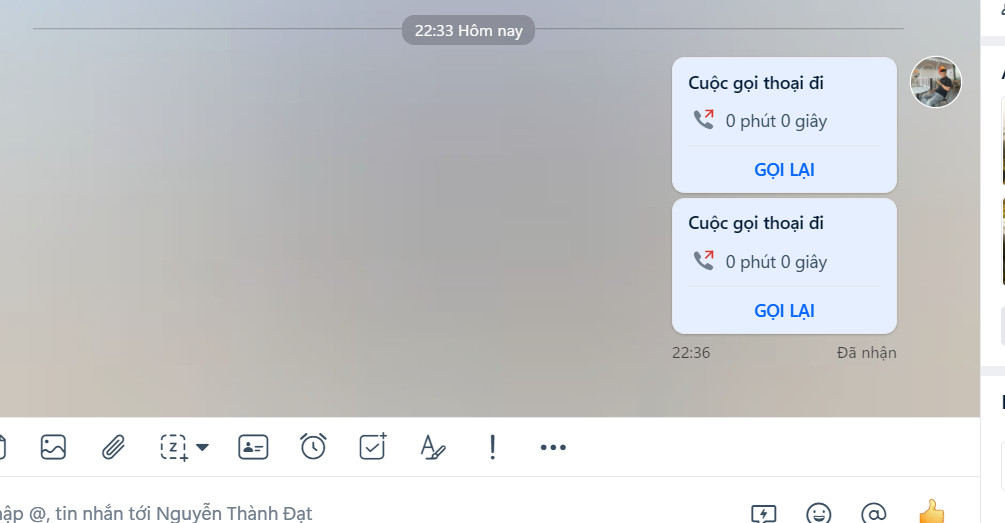 22:33 Hôm nay
Cuộc gọi thoại đi
0 phút 0 giây
GỌI LẠI
Cuộc gọi thoại đi
0 phút 0 giây
GỌI LẠI
22:36 Đã nhận
@, tin nhắn tới Nguyễn Thành Đạt